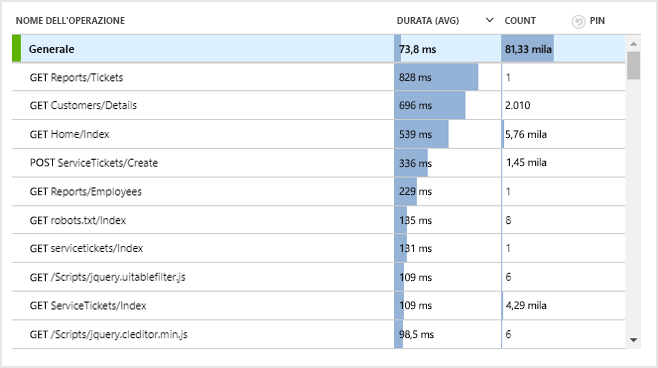 NOME DELL'OPERAZIONE DURATA (AVG) COUNT PIN
Generale 73,8 ms 81,33 mila
GET Reports/Tickets 828 ms 1
GET Customers/Details 696 ms 2.010
GET Home/Index 539 ms 5,76 mila
POST ServiceTickets/Create 336 ms 1,45 mila
GET Reports/Employees 229 ms 1
GET robots.txt/Index 135 ms 8
GET servicetickets/Index 131 ms 1
GET /Scripts/jquery.uitablefilter.js 109 ms 6
GET ServiceTickets/Index 109 ms 4,29 mila
GET /Scripts/jquery.cleditor.min.js 98,5 ms 6